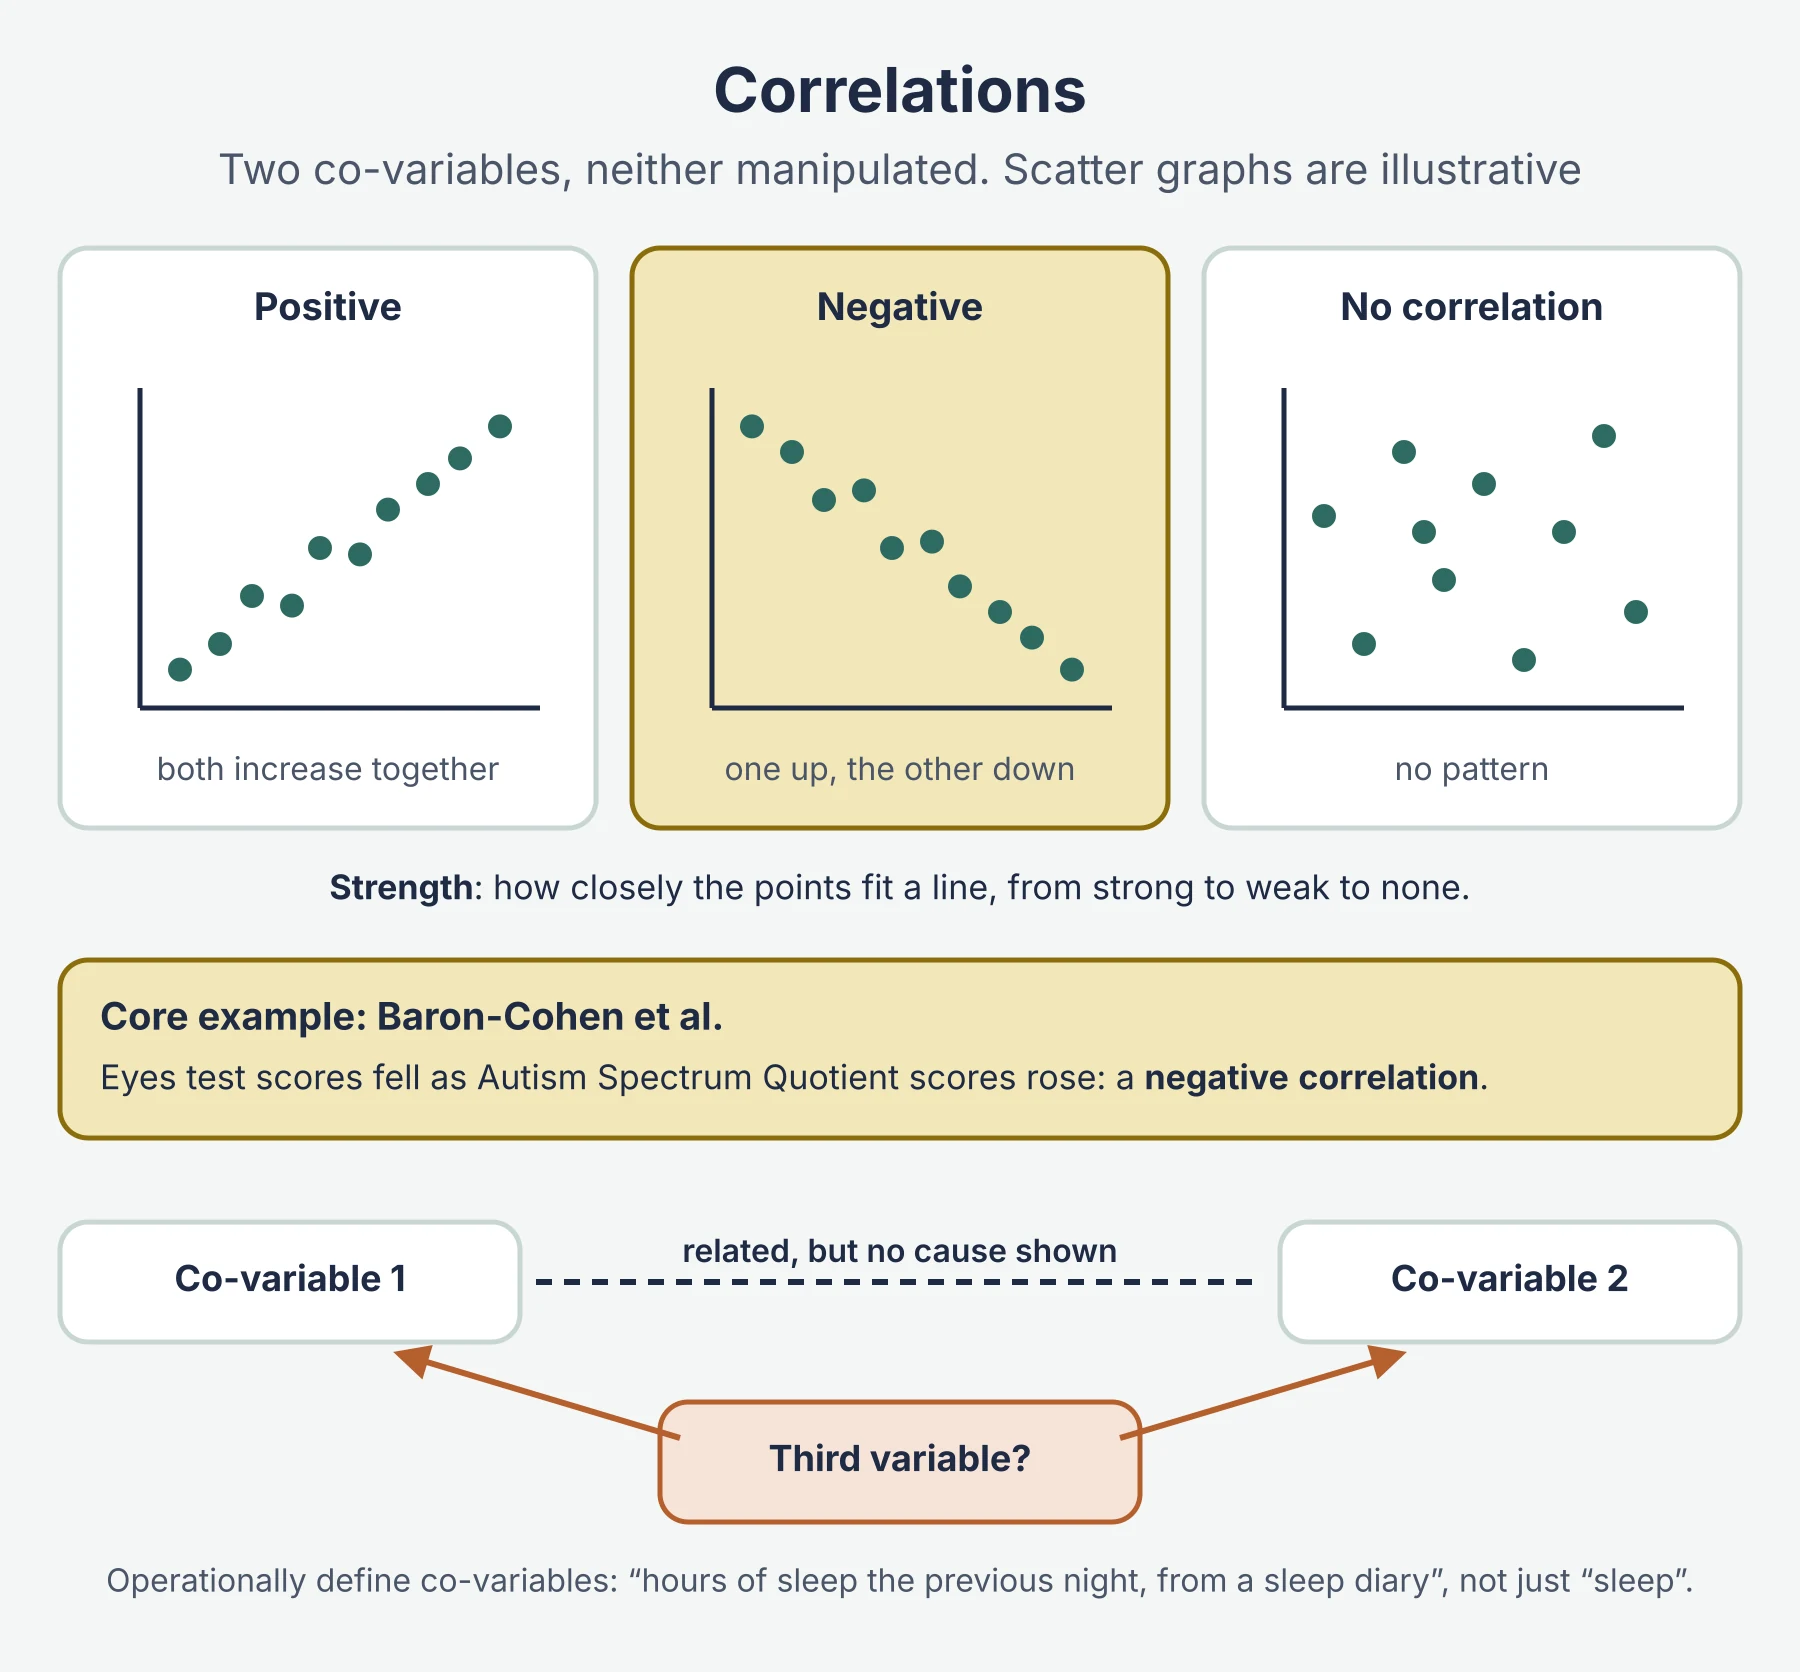 Correlations
Two co-variables, neither manipulated. Scatter graphs are illustrative
Positive
both increase together
Negative
one up, the other down
No correlation
no pattern
Strength: how closely the points fit a line, from strong to weak to none.
Core example: Baron-Cohen et al.
Eyes test scores fell as Autism Spectrum Quotient scores rose: a negative correlation.
Co-variable 1
related, but no cause shown
Co-variable 2
Third variable?
Operationally define co-variables: “hours of sleep the previous night, from a sleep diary”, not just “sleep”.